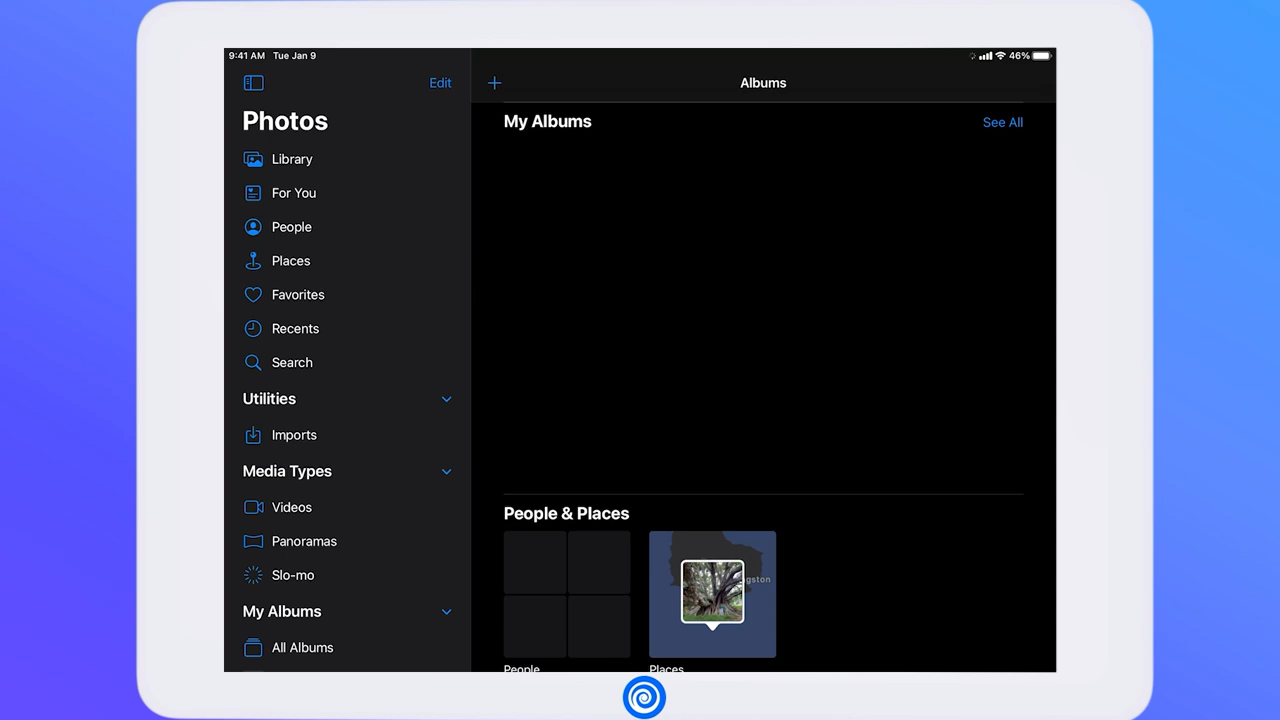 9:41 AM Tue Jan 9
46%
Edit
Albums
Photos
My Albums
See All
Library
For You
People
Places
Favorites
Recents
Search
Utilities
Imports
Media Types
Videos
Panoramas
Slo-mo
My Albums
All Albums
People & Places
gston
People
Places